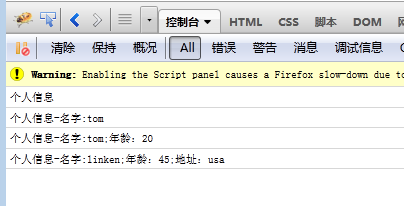 控制台 HTML CSS 脚本 DOM
清除 保持 概况 All 错误 警告 消息 调试信息
Warning: Enabling the Script panel causes a Firefox slow-down due to
个人信息
个人信息-名字:tom
个人信息-名字:tom;年龄：20
个人信息-名字:linken;年龄：45;地址：usa